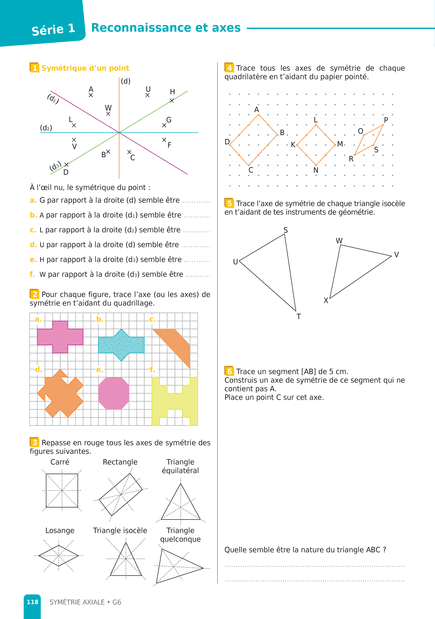 Série 1
Reconnaissance et axes
1 Symétrique d'un point
(d)
A
U
H
(d₁)
W
L
G
(d₂)
V
F
B
C
(d₃)
D
À l'œil nu, le symétrique du point :
a. G par rapport à la droite (d) semble être ............
b. A par rapport à la droite (d₁) semble être ............
c. L par rapport à la droite (d₂) semble être ............
d. U par rapport à la droite (d) semble être ............
e. H par rapport à la droite (d₃) semble être ............
f. W par rapport à la droite (d₃) semble être ...........
2 Pour chaque figure, trace l'axe (ou les axes) de
symétrie en t'aidant du quadrillage.
a.
b.
c.
d.
e.
f.
3 Repasse en rouge tous les axes de symétrie des
figures suivantes.
Carré
Rectangle
Triangle
équilatéral
Losange
Triangle isocèle
Triangle
quelconque
4 Trace tous les axes de symétrie de chaque
quadrilatère en t'aidant du papier pointé.
A
L
P
B
O
D
K
M
S
R
C
N
5 Trace l'axe de symétrie de chaque triangle isocèle
en t'aidant de tes instruments de géométrie.
S
W
V
U
X
T
6 Trace un segment [AB] de 5 cm.
Construis un axe de symétrie de ce segment qui ne
contient pas A.
Place un point C sur cet axe.
Quelle semble être la nature du triangle ABC ?
118
SYMÉTRIE AXIALE • G6